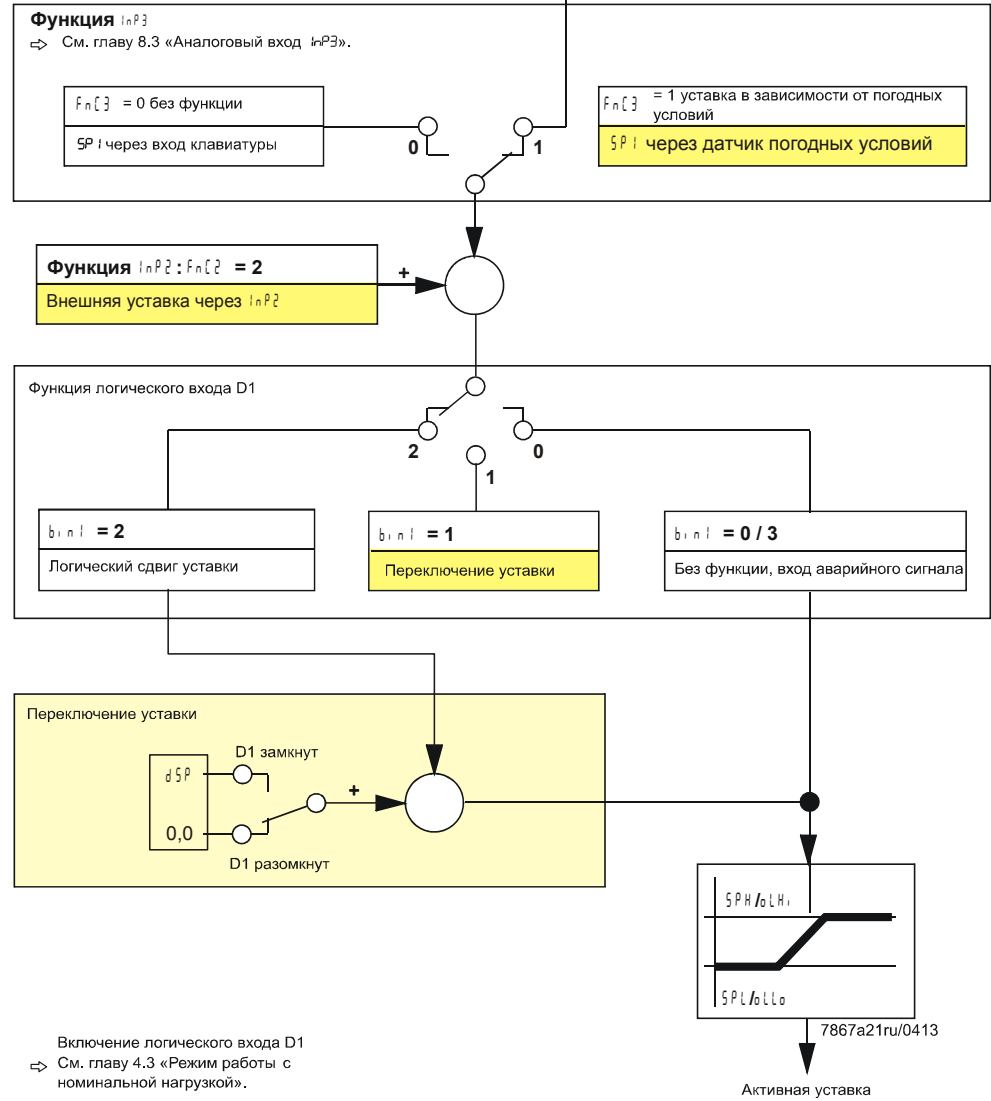 Функция InP3
⇨ См. главу 8.3 «Аналоговый вход InP3».
FnC3 = 0 без функции
SP1 через вход клавиатуры
0
1
FnC3 = 1 уставка в зависимости от погодных
условий
SP1 через датчик погодных условий
Функция InP2 : FnC2 = 2
Внешняя уставка через InP2
+
Функция логического входа D1
2
1
0
bin1 = 2
Логический сдвиг уставки
bin1 = 1
Переключение уставки
bin1 = 0 / 3
Без функции, вход аварийного сигнала
Переключение уставки
D1 замкнут
dSP
0,0
+
D1 разомкнут
SPH/oLHi
SPL/oLLo
7867a21ru/0413
Включение логического входа D1
⇨ См. главу 4.3 «Режим работы с
номинальной нагрузкой».
Активная уставка